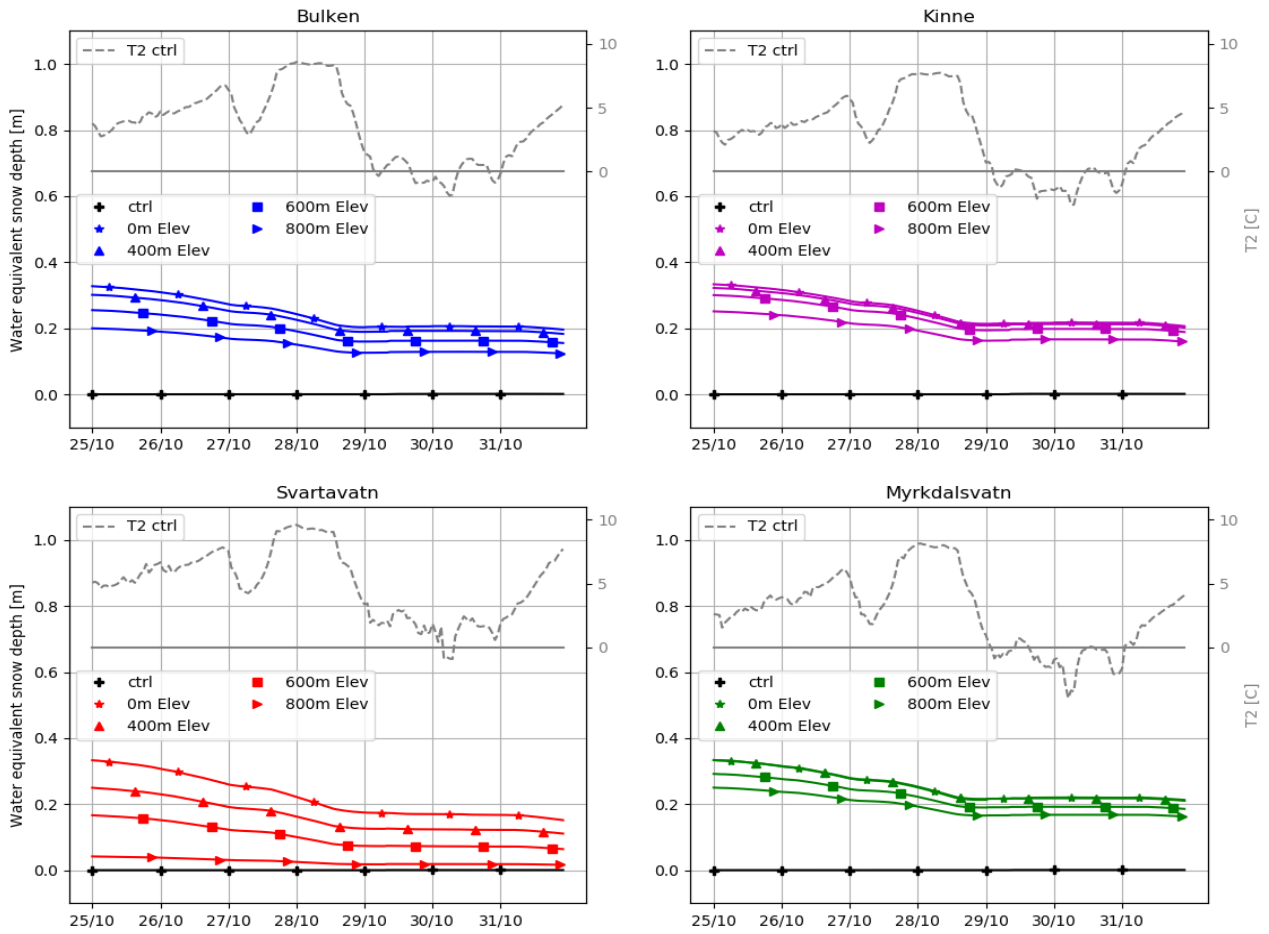 Bulken
T2 ctrl
ctrl
0m Elev
400m Elev
600m Elev
800m Elev
Water equivalent snow depth [m]
1.0
0.8
0.6
0.4
0.2
0.0
10
5
0
25/10 26/10 27/10 28/10 29/10 30/10 31/10
Kinne
T2 ctrl
ctrl
0m Elev
400m Elev
600m Elev
800m Elev
1.0
0.8
0.6
0.4
0.2
0.0
10
5
0
T2 [C]
25/10 26/10 27/10 28/10 29/10 30/10 31/10
Svartavatn
T2 ctrl
ctrl
0m Elev
400m Elev
600m Elev
800m Elev
Water equivalent snow depth [m]
1.0
0.8
0.6
0.4
0.2
0.0
10
5
0
25/10 26/10 27/10 28/10 29/10 30/10 31/10
Myrkdalsvatn
T2 ctrl
ctrl
0m Elev
400m Elev
600m Elev
800m Elev
1.0
0.8
0.6
0.4
0.2
0.0
10
5
0
T2 [C]
25/10 26/10 27/10 28/10 29/10 30/10 31/10